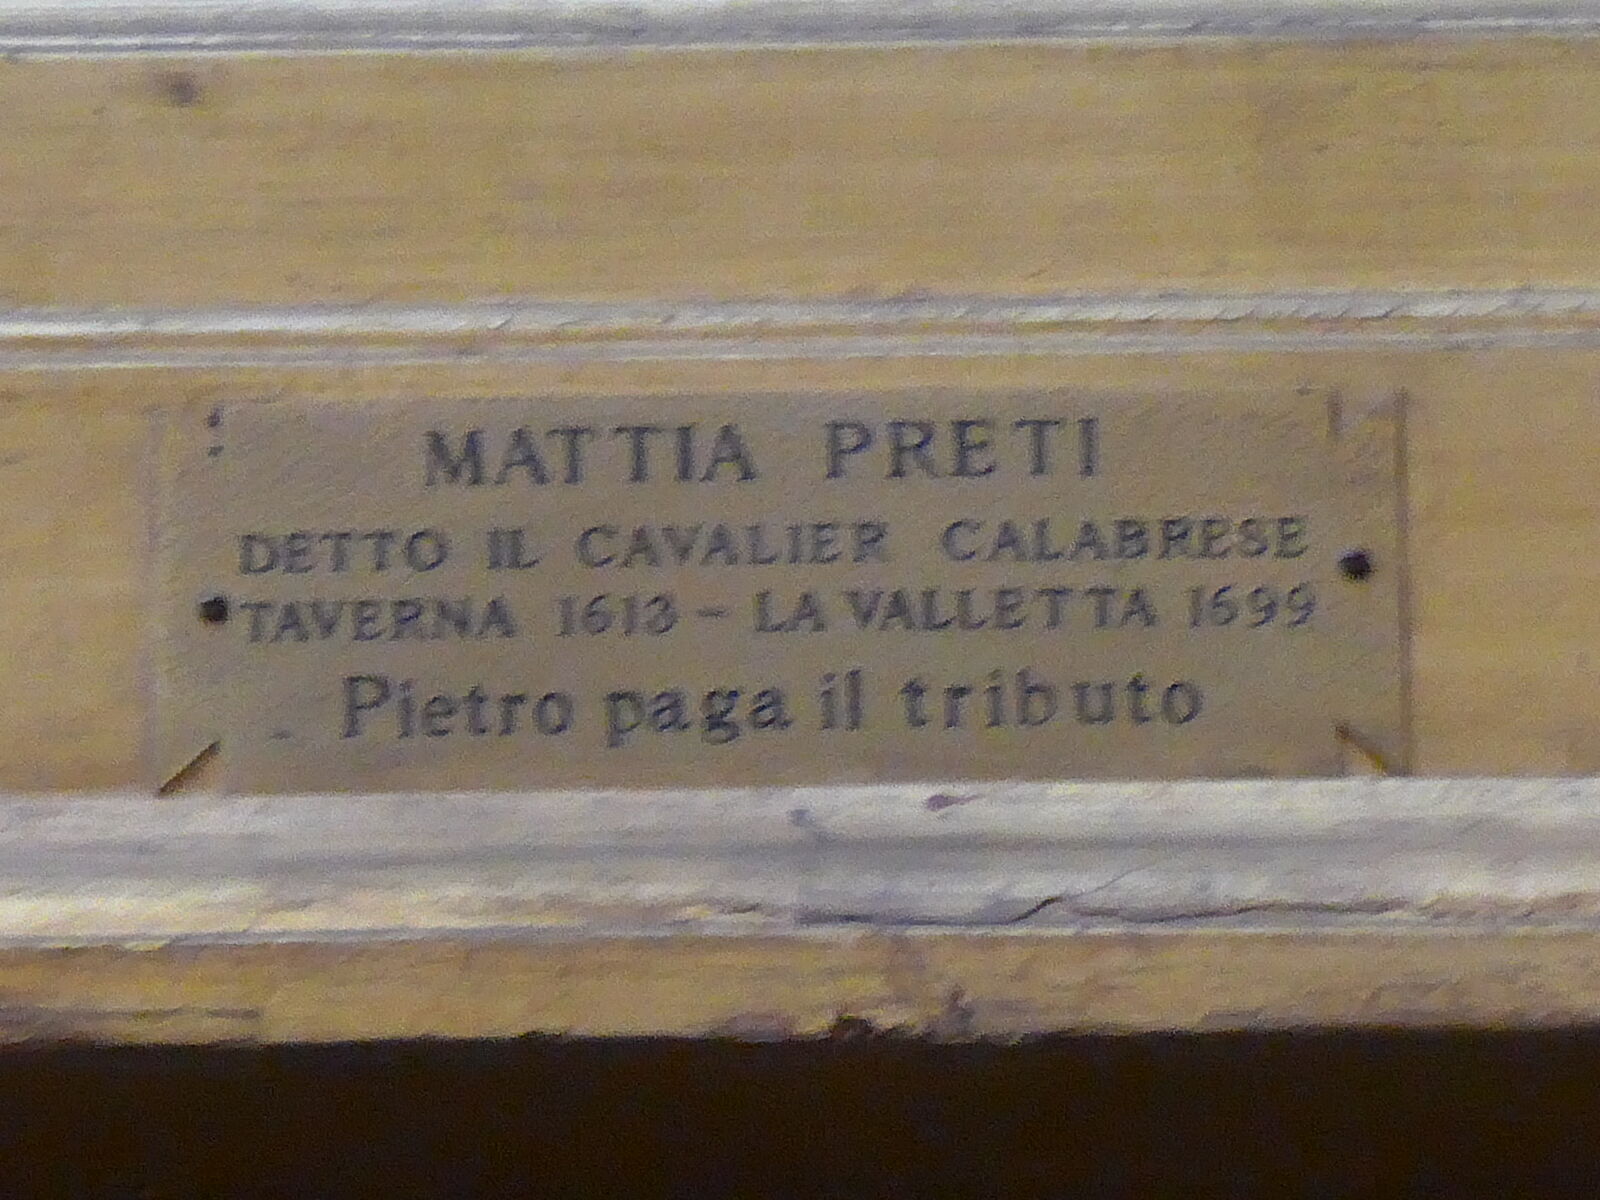 MATTIA PRETI
DETTO IL CAVALIER CALABRESE
TAVERNA 1613 - LA VALLETTA 1699
Pietro paga il tributo